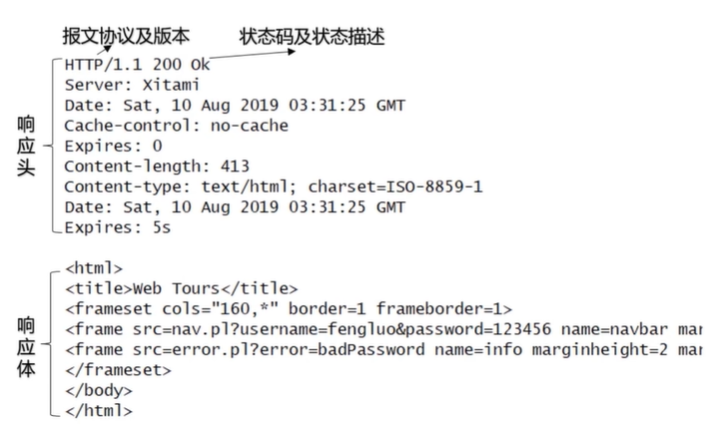 报文协议及版本 状态码及状态描述
HTTP/1.1 200 Ok
Server: Xitami
Date: Sat, 10 Aug 2019 03:31:25 GMT
Cache-control: no-cache
Expires: 0
Content-length: 413
Content-type: text/html; charset=ISO-8859-1
Date: Sat, 10 Aug 2019 03:31:25 GMT
Expires: 5s
响应头
<html>
<title>Web Tours</title>
<frameset cols="160,*" border=1 frameborder=1>
<frame src=nav.pl?username=fengluo&password=123456 name=navbar mar
<frame src=error.pl?error=badPassword name=info marginheight=2 mar
</frameset>
</body>
</html>
响应体